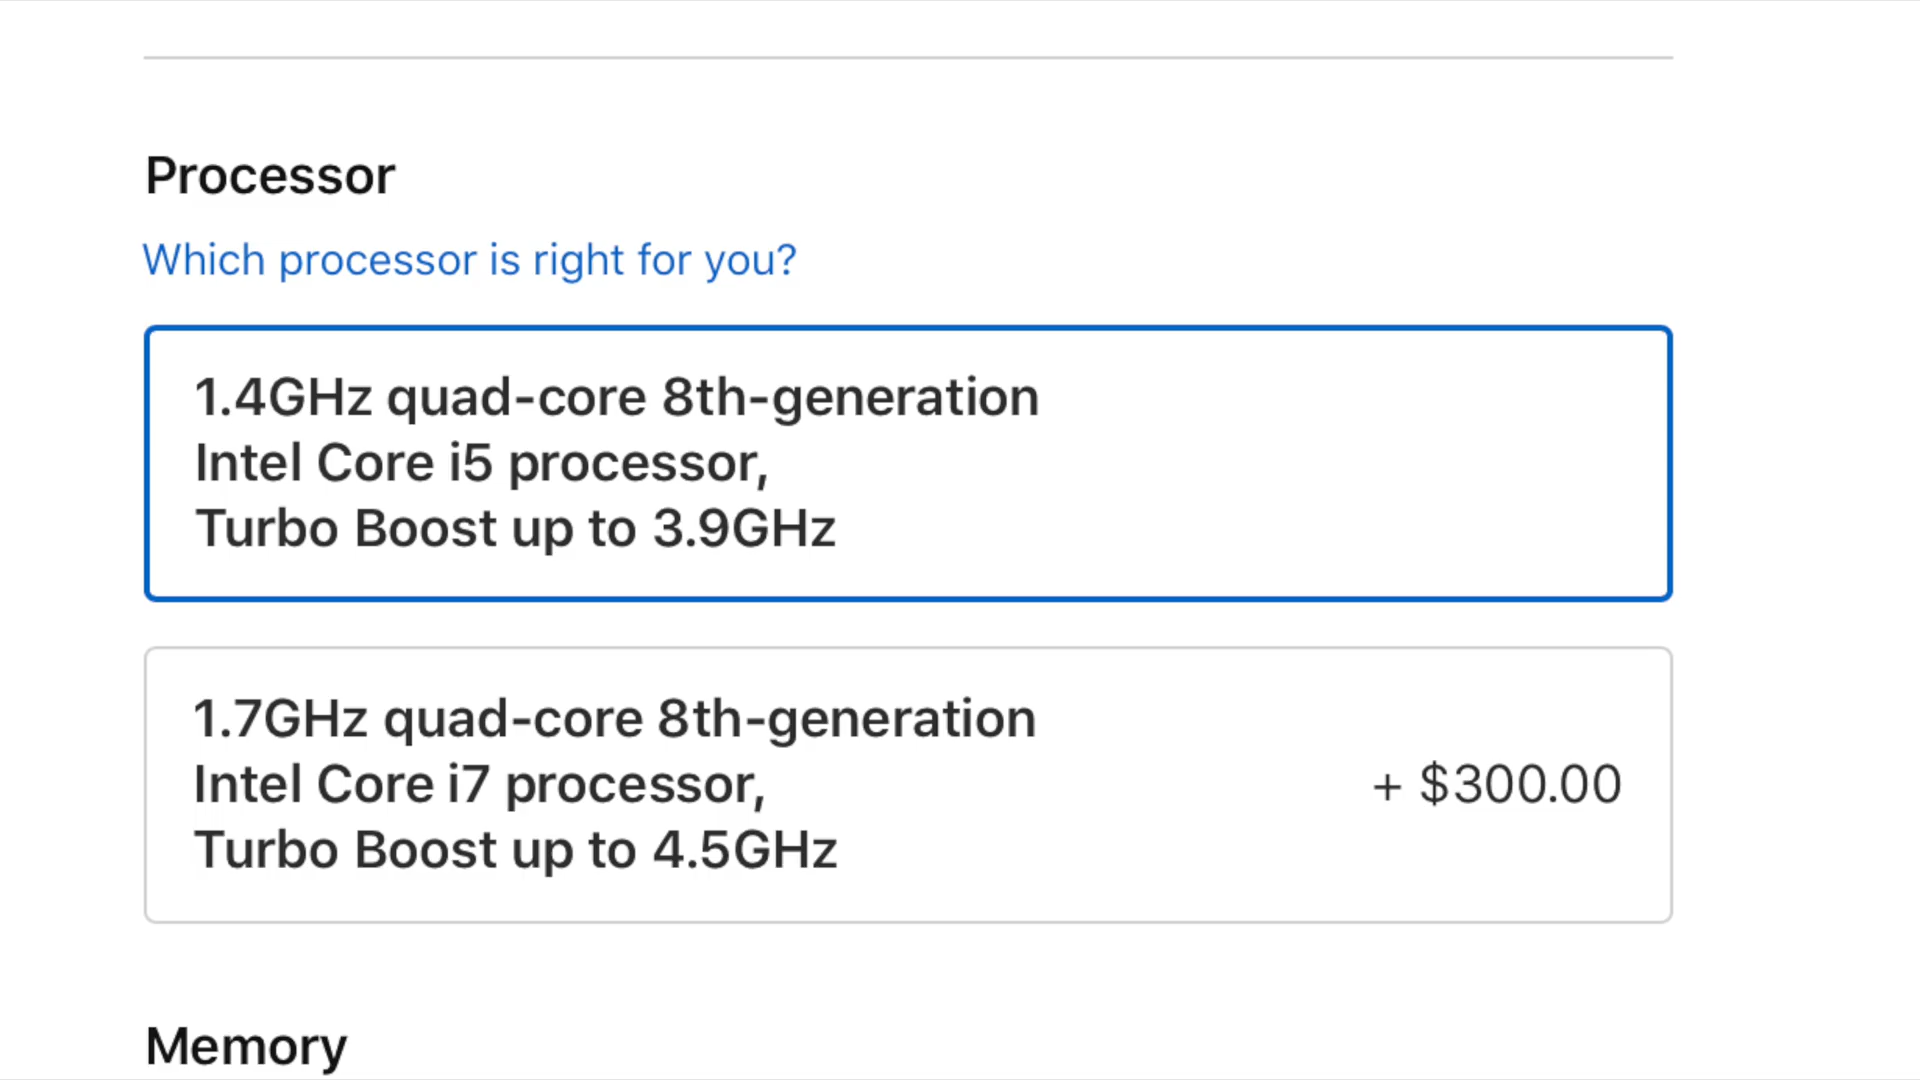 Processor
Which processor is right for you?
1.4GHz quad-core 8th-generation
Intel Core i5 processor,
Turbo Boost up to 3.9GHz
1.7GHz quad-core 8th-generation
Intel Core i7 processor,
Turbo Boost up to 4.5GHz
+ $300.00
Memory